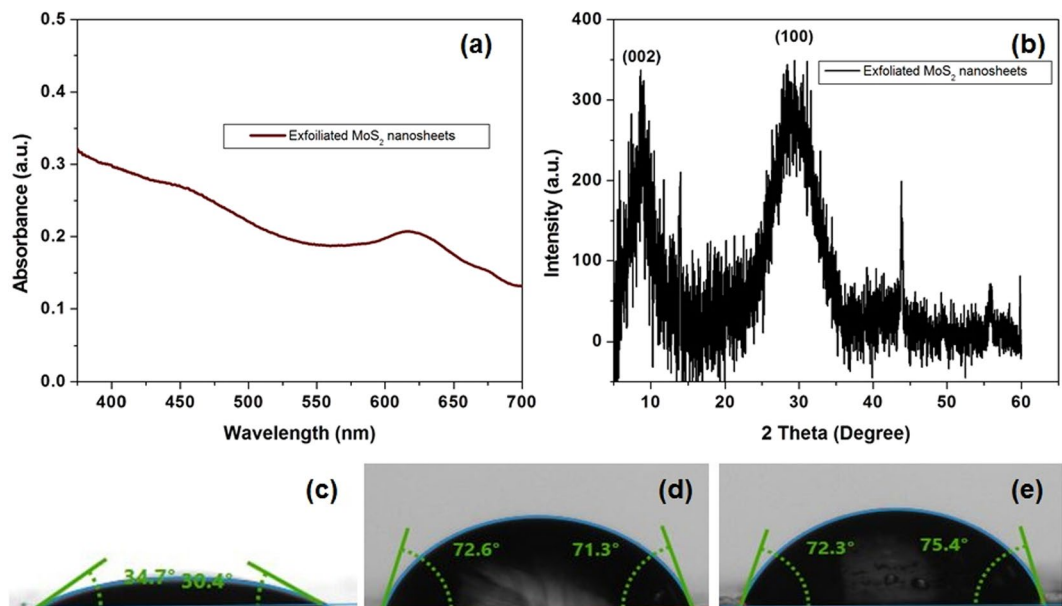 (a)
0.5
0.4
0.3
0.2
0.1
0.0
Absorbance (a.u.)
Exfoiliated MoS₂ nanosheets
400
450
500
550
600
650
700
Wavelength (nm)
(b)
400
300
200
100
0
Intensity (a.u.)
(002)
(100)
Exfoliated MoS₂ nanosheets
10
20
30
40
50
60
2 Theta (Degree)
(c)
34.7°
30.4°
(d)
72.6°
71.3°
(e)
72.3°
75.4°